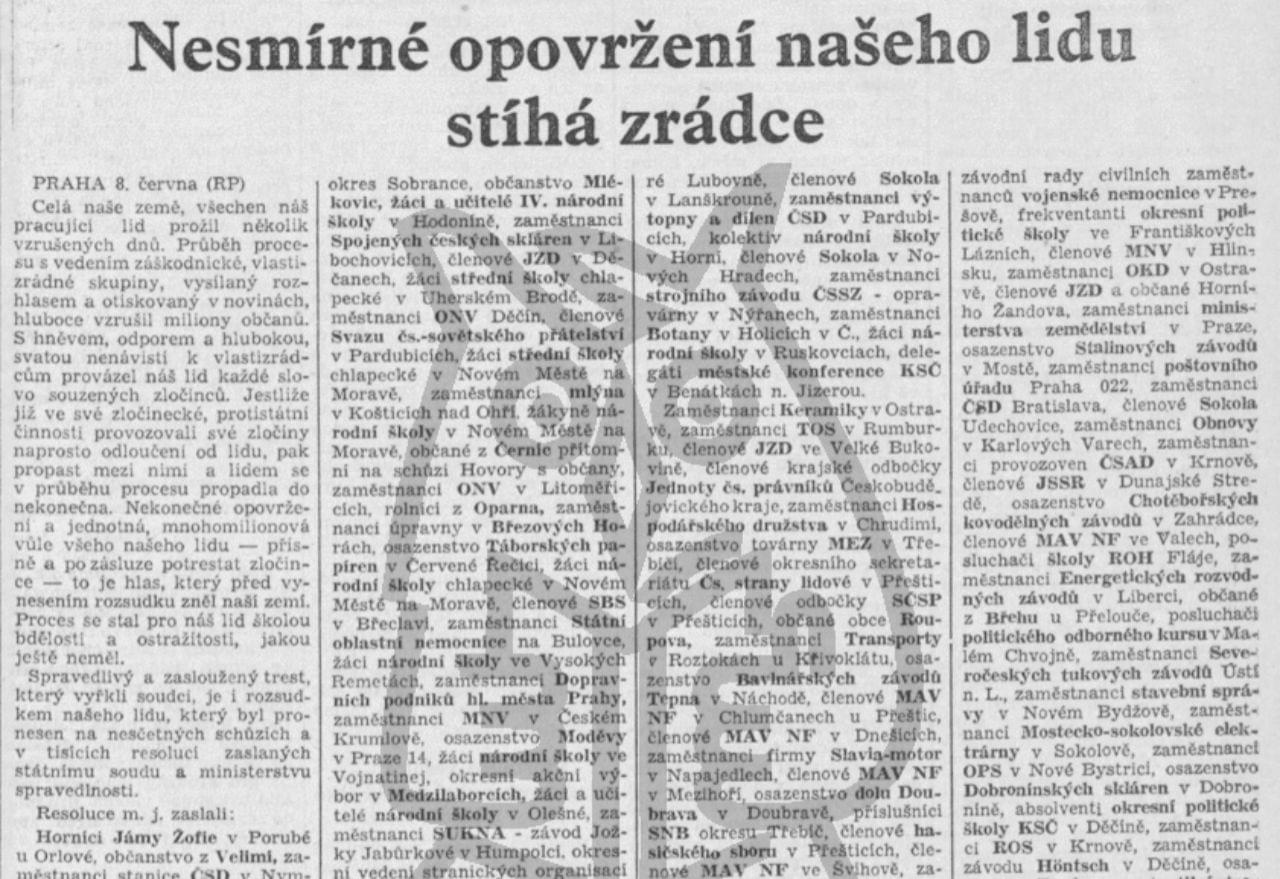 Nesmírné opovržení našeho lidu
stíhá zrádce
PRAHA 8. června (RP)
Celá naše země, všechen náš
pracující lid prožil několik
vzrušených dnů. Průběh proce-
su s vedením záškodnické, vlasti-
zrádné skupiny, vysílaný roz-
hlasem a otiskovaný v novinách,
hluboce vzrušil miliony občanů.
S hněvem, odporem a hlubokou,
svatou nenávistí k vlastizrád-
cům provázel náš lid každé slo-
vo souzených zločinců. Jestliže
již ve své zločinecké, protistátní
činnosti provozovali své zločiny
naprosto odloučeni od lidu, pak
propast mezi nimi a lidem se
v průběhu procesu propadla do
nekonečna. Nekonečné opovrže-
ní a jednotná, mnohomilionová
vůle všeho našeho lidu — přís-
ně a po zásluze potrestat zločin-
ce — to je hlas, který před vy-
nesením rozsudku zněl naší zemí.
Proces se stal pro náš lid školou
bdělosti a ostražitosti, jakou
ještě neměl.
Spravedlivý a zasloužený trest,
který vyřkli soudci, je i rozsud-
kem našeho lidu, který byl pro-
nesen na nesčetných schůzích a
v tisících resolucí zaslaných
státnímu soudu a ministerstvu
spravedlnosti.
Resoluce m. j. zaslali:
Horníci Jámy Žofie v Porubě
u Orlové, občanstvo z Velimi, za-
městnanci stanice ČSD v Nym-
okres Sobrance, občanstvo Mlé-
kovic, žáci a učitelé IV. národní
školy v Hodoníně, zaměstnanci
Spojených českých skláren v Li-
bochovicích, členové JZD v Dě-
čanech, žáci střední školy chla-
pecké v Uherském Brodě, za-
městnanci ONV Děčín, členové
Svazu čs.-sovětského přátelství
v Pardubicích, žáci střední školy
chlapecké v Novém Městě na
Moravě, zaměstnanci mlýna
v Košticích nad Ohří, žákyně ná-
rodní školy v Novém Městě na
Moravě, občané z Černic přítom-
ní na schůzi Hovory s občany,
zaměstnanci ONV v Litoměři-
cích, rolníci z Oparna, zaměst-
nanci úpravny v Březových Ho-
rách, osazenstvo Táborských pa-
píren v Červené Řečici, žáci ná-
rodní školy chlapecké v Novém
Městě na Moravě, členové SBS
v Břeclavi, zaměstnanci Státní
oblastní nemocnice na Bulovce,
žáci národní školy ve Vysokých
Remetách, zaměstnanci Doprav-
ních podniků hl. města Prahy,
zaměstnanci MNV v Českém
Krumlově, osazenstvo Moděvy
v Praze 14, žáci národní školy ve
Vojnatinej, okresní akční vý-
bor v Medzilaborcích, žáci a uči-
telé národní školy v Olešné, za-
městnanci SUKNA - závod Jož-
ky Jabůrkové v Humpolci, okres-
ní vedení stranických organisací
ré Lubovně, členové Sokola
v Lanškrouně, zaměstnanci vý-
topny a dílen ČSD v Pardubi-
cích, kolektiv národní školy
v Horní, členové Sokola v No-
vých Hradech, zaměstnanci
strojního závodu ČSSZ - opra-
várny v Nýřanech, zaměstnanci
Botany v Holicích v Č., žáci ná-
rodní školy v Ruskovciach, dele-
gáti městské konference KSČ
v Benátkách n. Jizerou.
Zaměstnanci Keramiky v Ostra-
vě, zaměstnanci TOS v Rumbur-
ku, členové JZD ve Velké Buko-
vině, členové krajské odbočky
Jednoty čs. právníků Českobudě-
jovického kraje, zaměstnanci Hos-
podářského družstva v Chrudimi,
osazenstvo továrny MEZ v Tře-
bíči, členové okresního sekreta-
riátu Čs. strany lidové v Přešti-
cích, členové odbočky SČSP
v Přešticích, občané obce Rou-
pova, zaměstnanci Transporty
v Roztokách u Křivoklátu, osa-
zenstvo Bavlnářských závodů
Tepna v Náchodě, členové MAV
NF v Chlumčanech u Přeštic,
členové MAV NF v Dnešicích,
zaměstnanci firmy Slavia-motor
v Napajedlech, členové MAV NF
v Mezihoří, osazenstvo dolu Dou-
brava v Doubravě, příslušníci
SNB okresu Třebíč, členové ha-
sičského sboru v Přešticích, čle-
nové MAV NF ve Švihově, za-
závodní rady civilních zaměst-
nanců vojenské nemocnice v Pre-
šově, frekventanti okresní poli-
tické školy ve Františkových
Lázních, členové MNV v Hlin-
sku, zaměstnanci OKD v Ostra-
vě, členové JZD a občané Horní-
ho Žandova, zaměstnanci minis-
terstva zemědělství v Praze,
osazenstvo Stalinových závodů
v Mostě, zaměstnanci poštovního
úřadu Praha 022, zaměstnanci
ČSD Bratislava, členové Sokola
Udechovice, zaměstnanci Obnovy
v Karlových Varech, zaměstnan-
ci provozoven ČSAD v Krnově,
členové JSSR v Dunajské Stre-
dě, osazenstvo Chotěbořských
kovodělných závodů v Zahrádce,
členové MAV NF ve Valech, po-
sluchači školy ROH Fláje, za-
městnanci Energetických rozvod-
ných závodů v Liberci, občané
z Břehu u Přelouče, posluchači
politického odborného kursu v Ma-
lém Chvojně, zaměstnanci Seve-
ročeských tukových závodů Ústí
n. L., zaměstnanci stavební sprá-
vy v Novém Bydžově, zaměst-
nanci Mostecko-sokolovské elek-
trárny v Sokolově, zaměstnanci
OPS v Nové Bystrici, osazenstvo
Dobronínských skláren v Dobro-
níně, absolventi okresní politické
školy KSČ v Děčíně, zaměstnan-
ci ROS v Krnově, zaměstnanci
závodu Höntsch v Děčíně, osa-